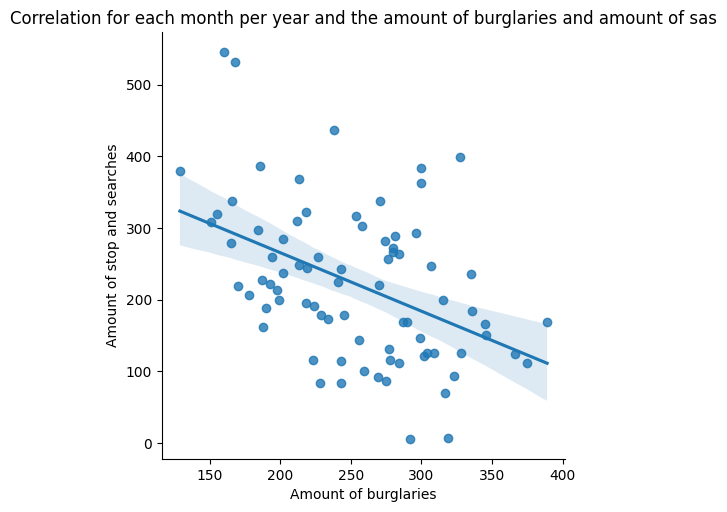 Correlation for each month per year and the amount of burglaries and amount of sas
500
400
300
200
100
0
Amount of stop and searches
150 200 250 300 350 400
Amount of burglaries